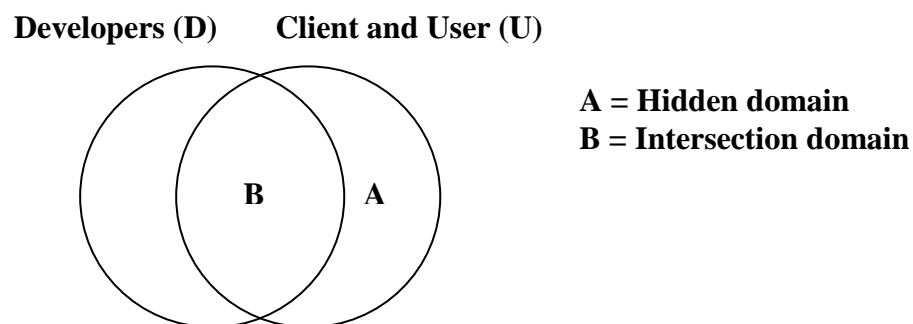 Developers (D) Client and User (U)
A = Hidden domain
B = Intersection domain
B A